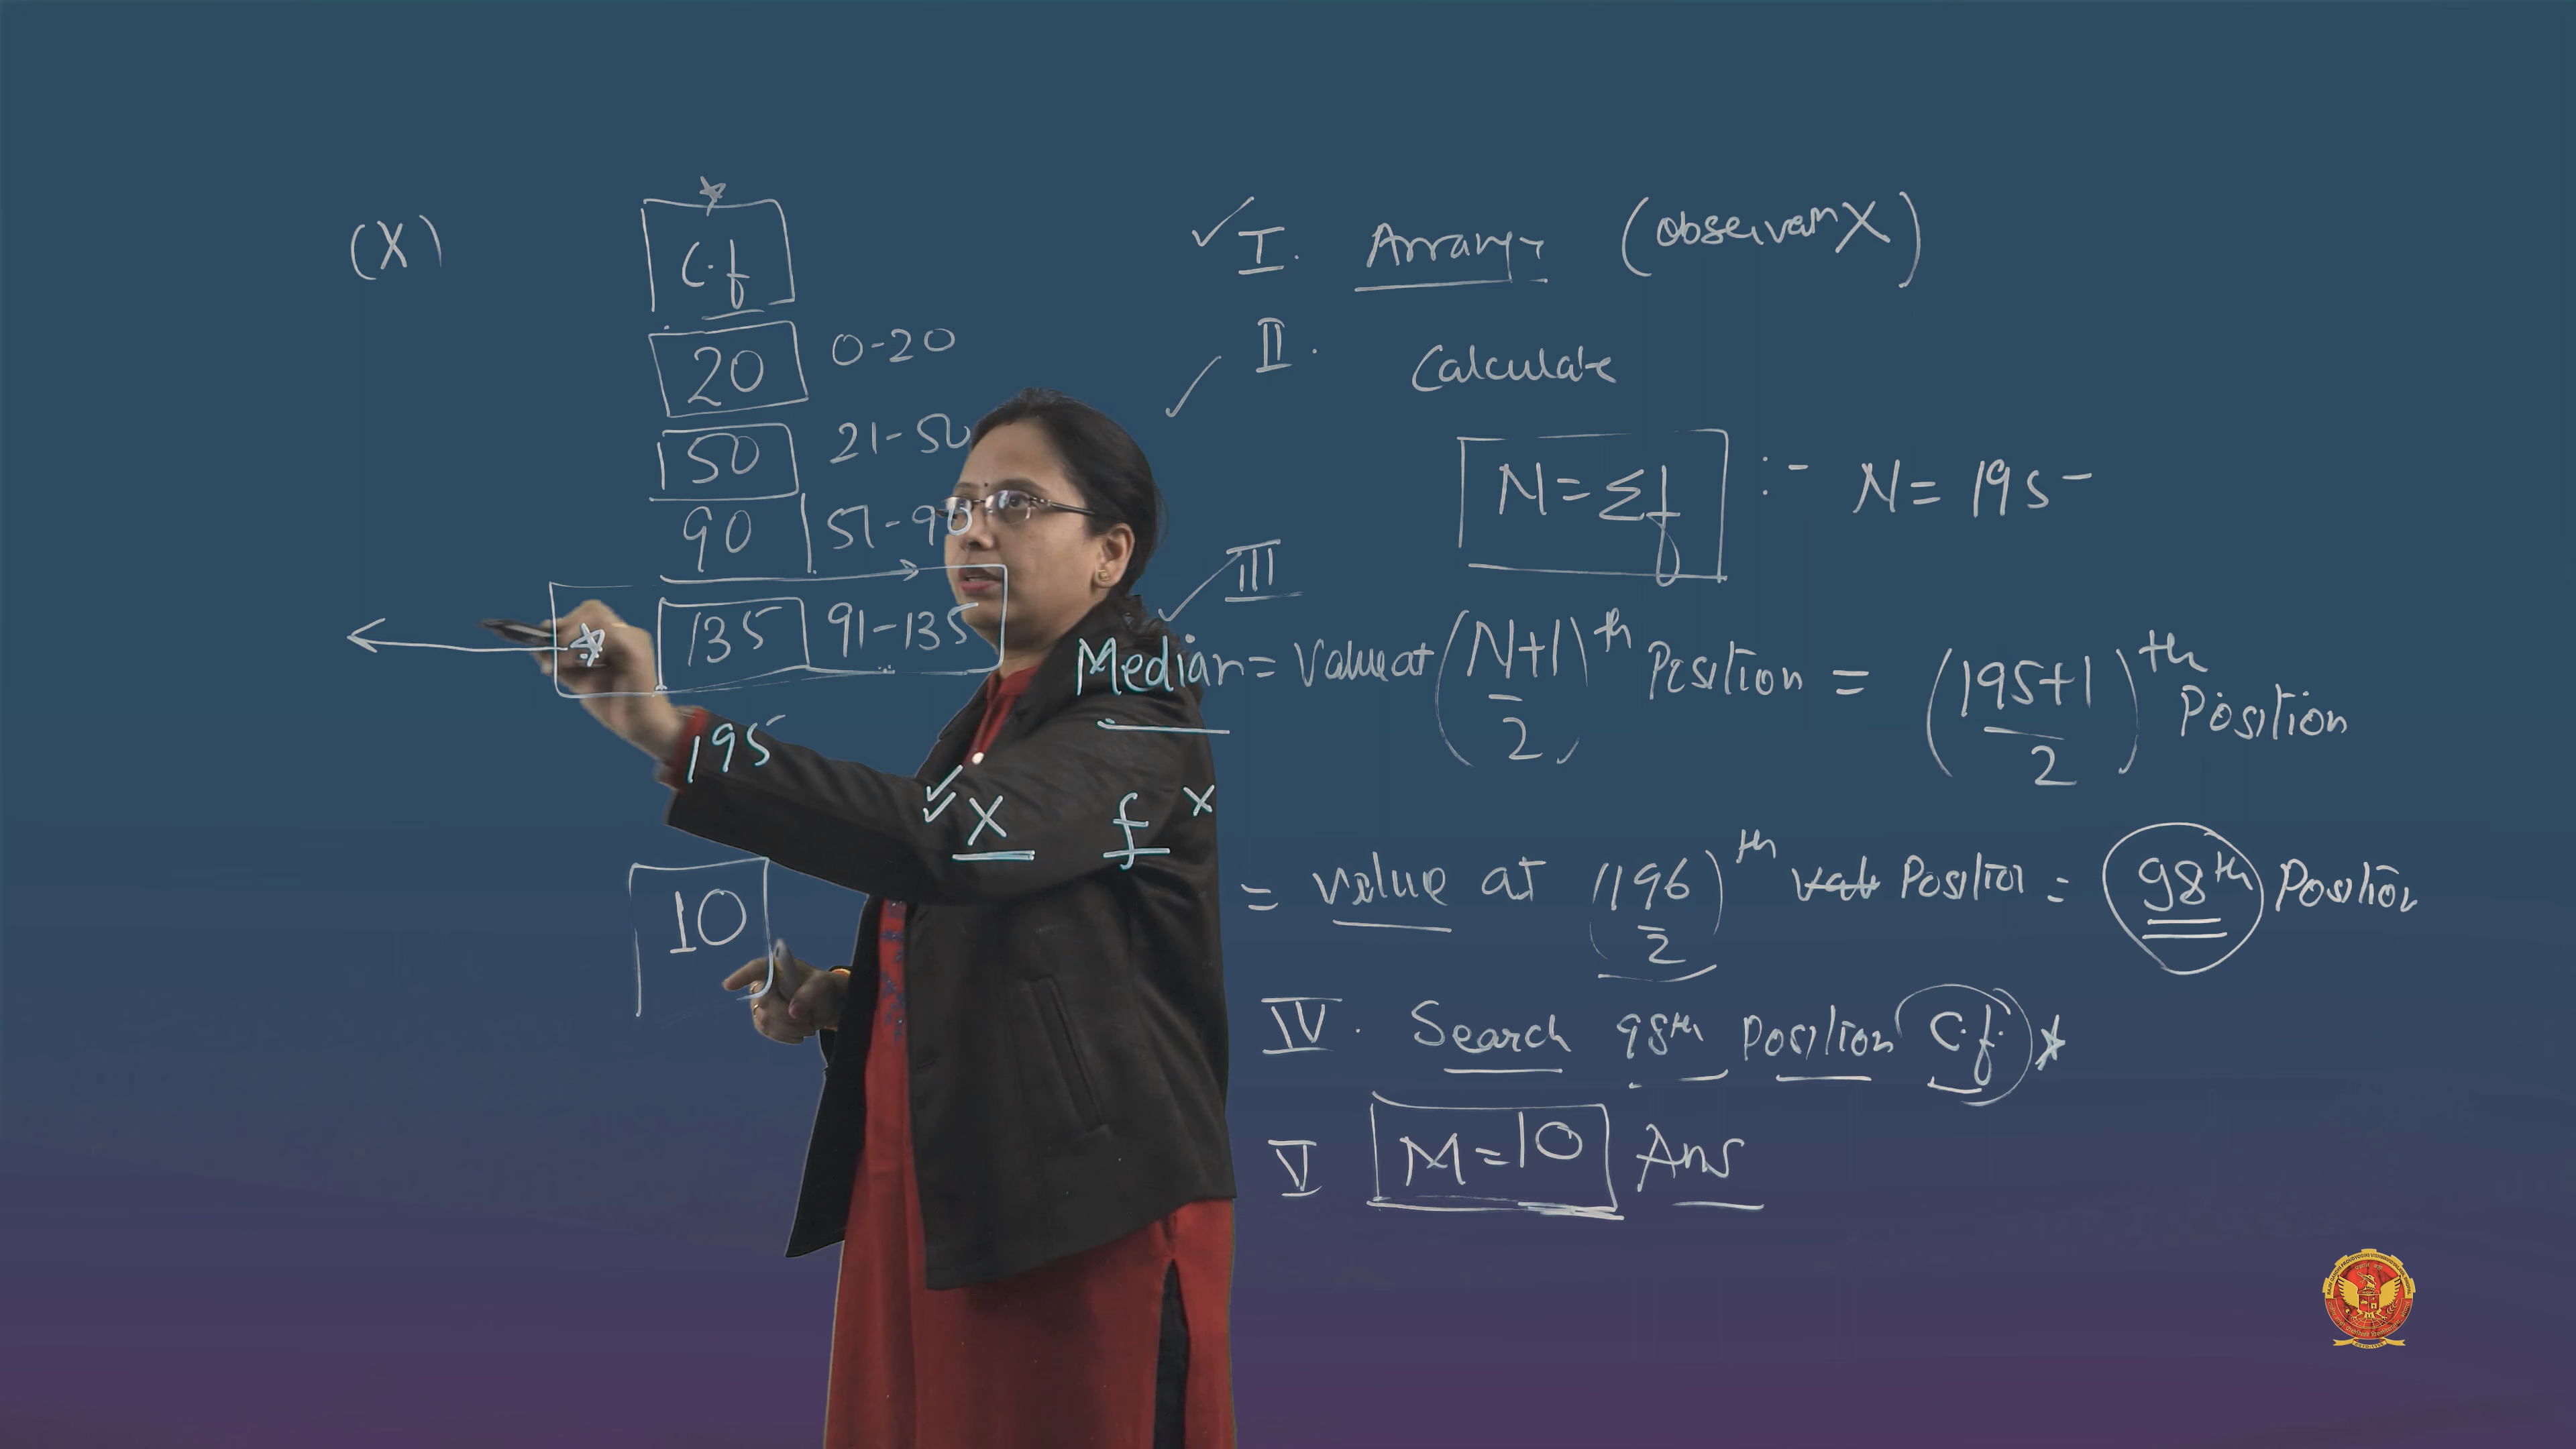 (X)
C.f
20 0-20
50 21-50
90 51-90
135 91-135
195
X f x
10
I. Arrange (observan X)
II. Calculate
N = Σf :- N = 195
III
Median = Value at (N+1/2)th Position = (195+1/2)th Position
= value at (196/2)th Position = 98th Position
IV. Search 98th Position C.f
V M = 10 Ans